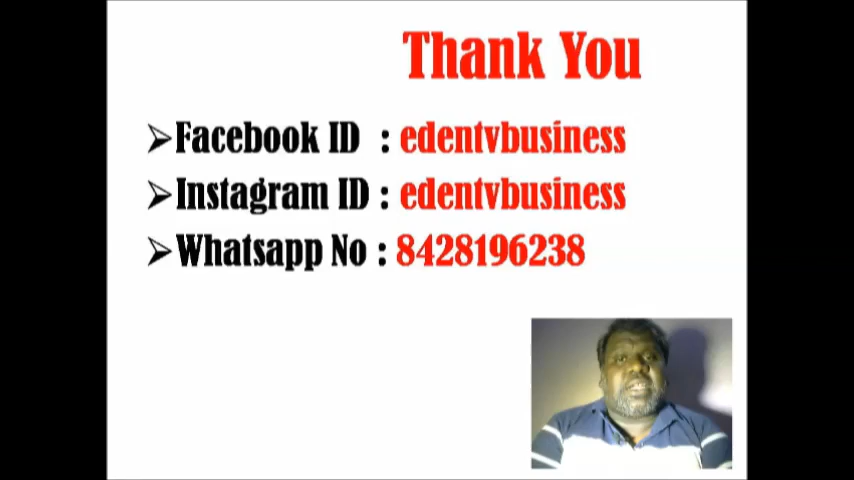 Thank You
Facebook ID : edentvbusiness
Instagram ID : edentvbusiness
Whatsapp No : 8428196238